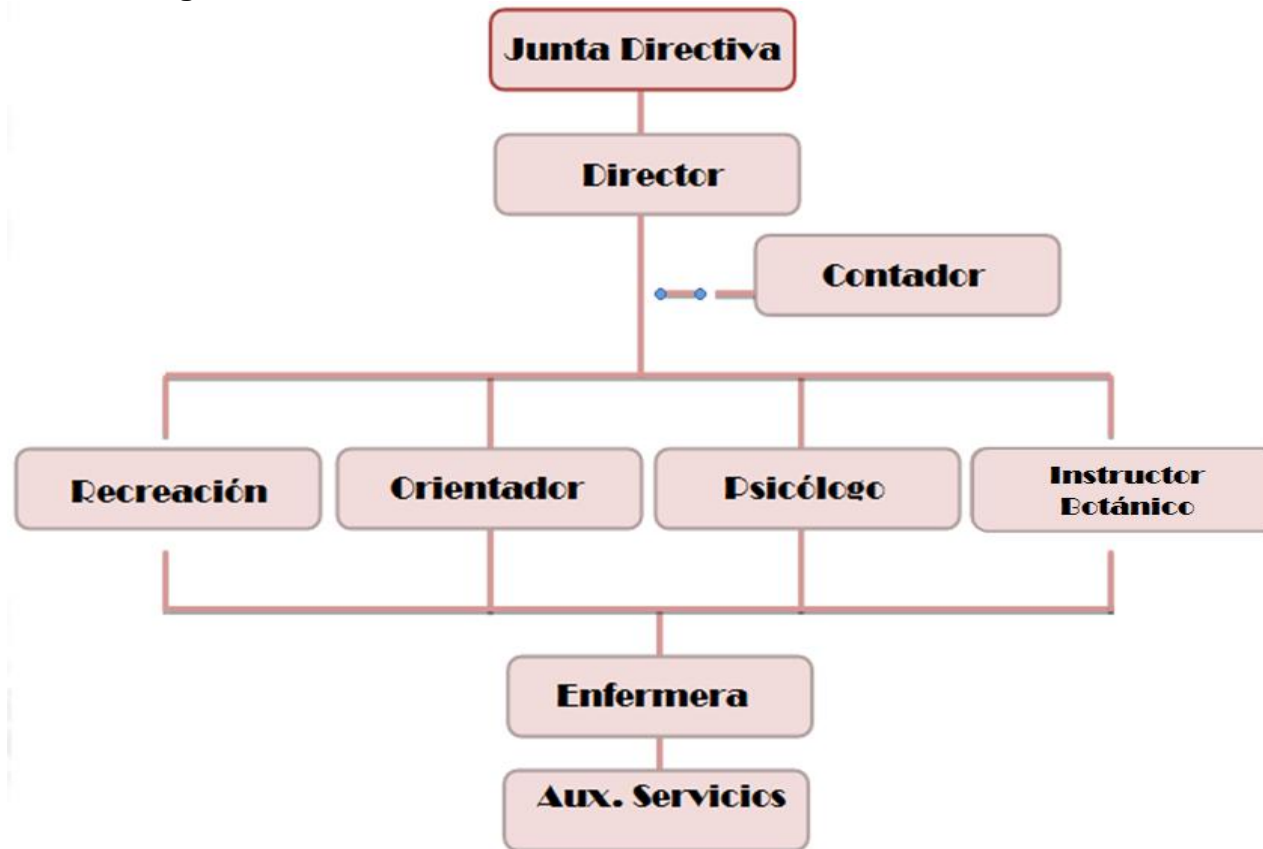 Junta Directiva
Director
Contador
Recreación
Orientador
Psicólogo
Instructor
Botánico
Enfermera
Aux. Servicios